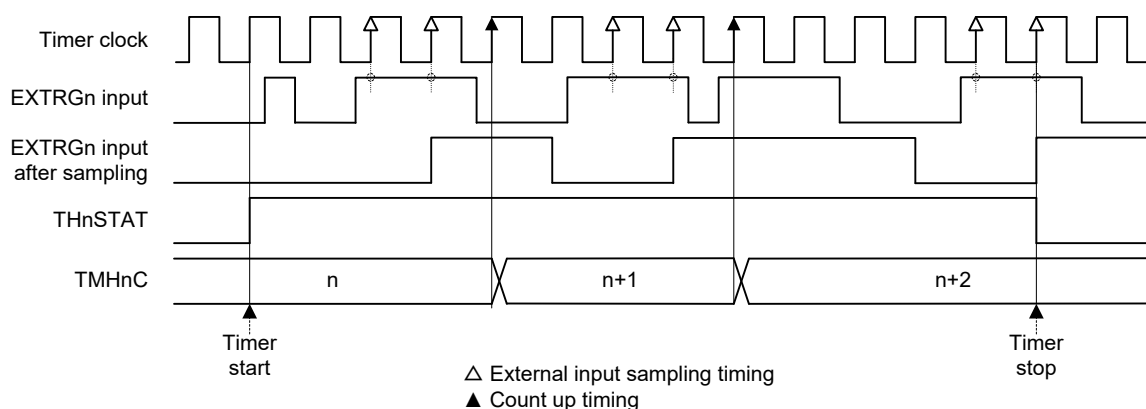 Timer clock
EXTRGn input
EXTRGn input
after sampling
THnSTAT
TMHnC
n
n+1
n+2
Timer
start
Timer
stop
△ External input sampling timing
▲ Count up timing